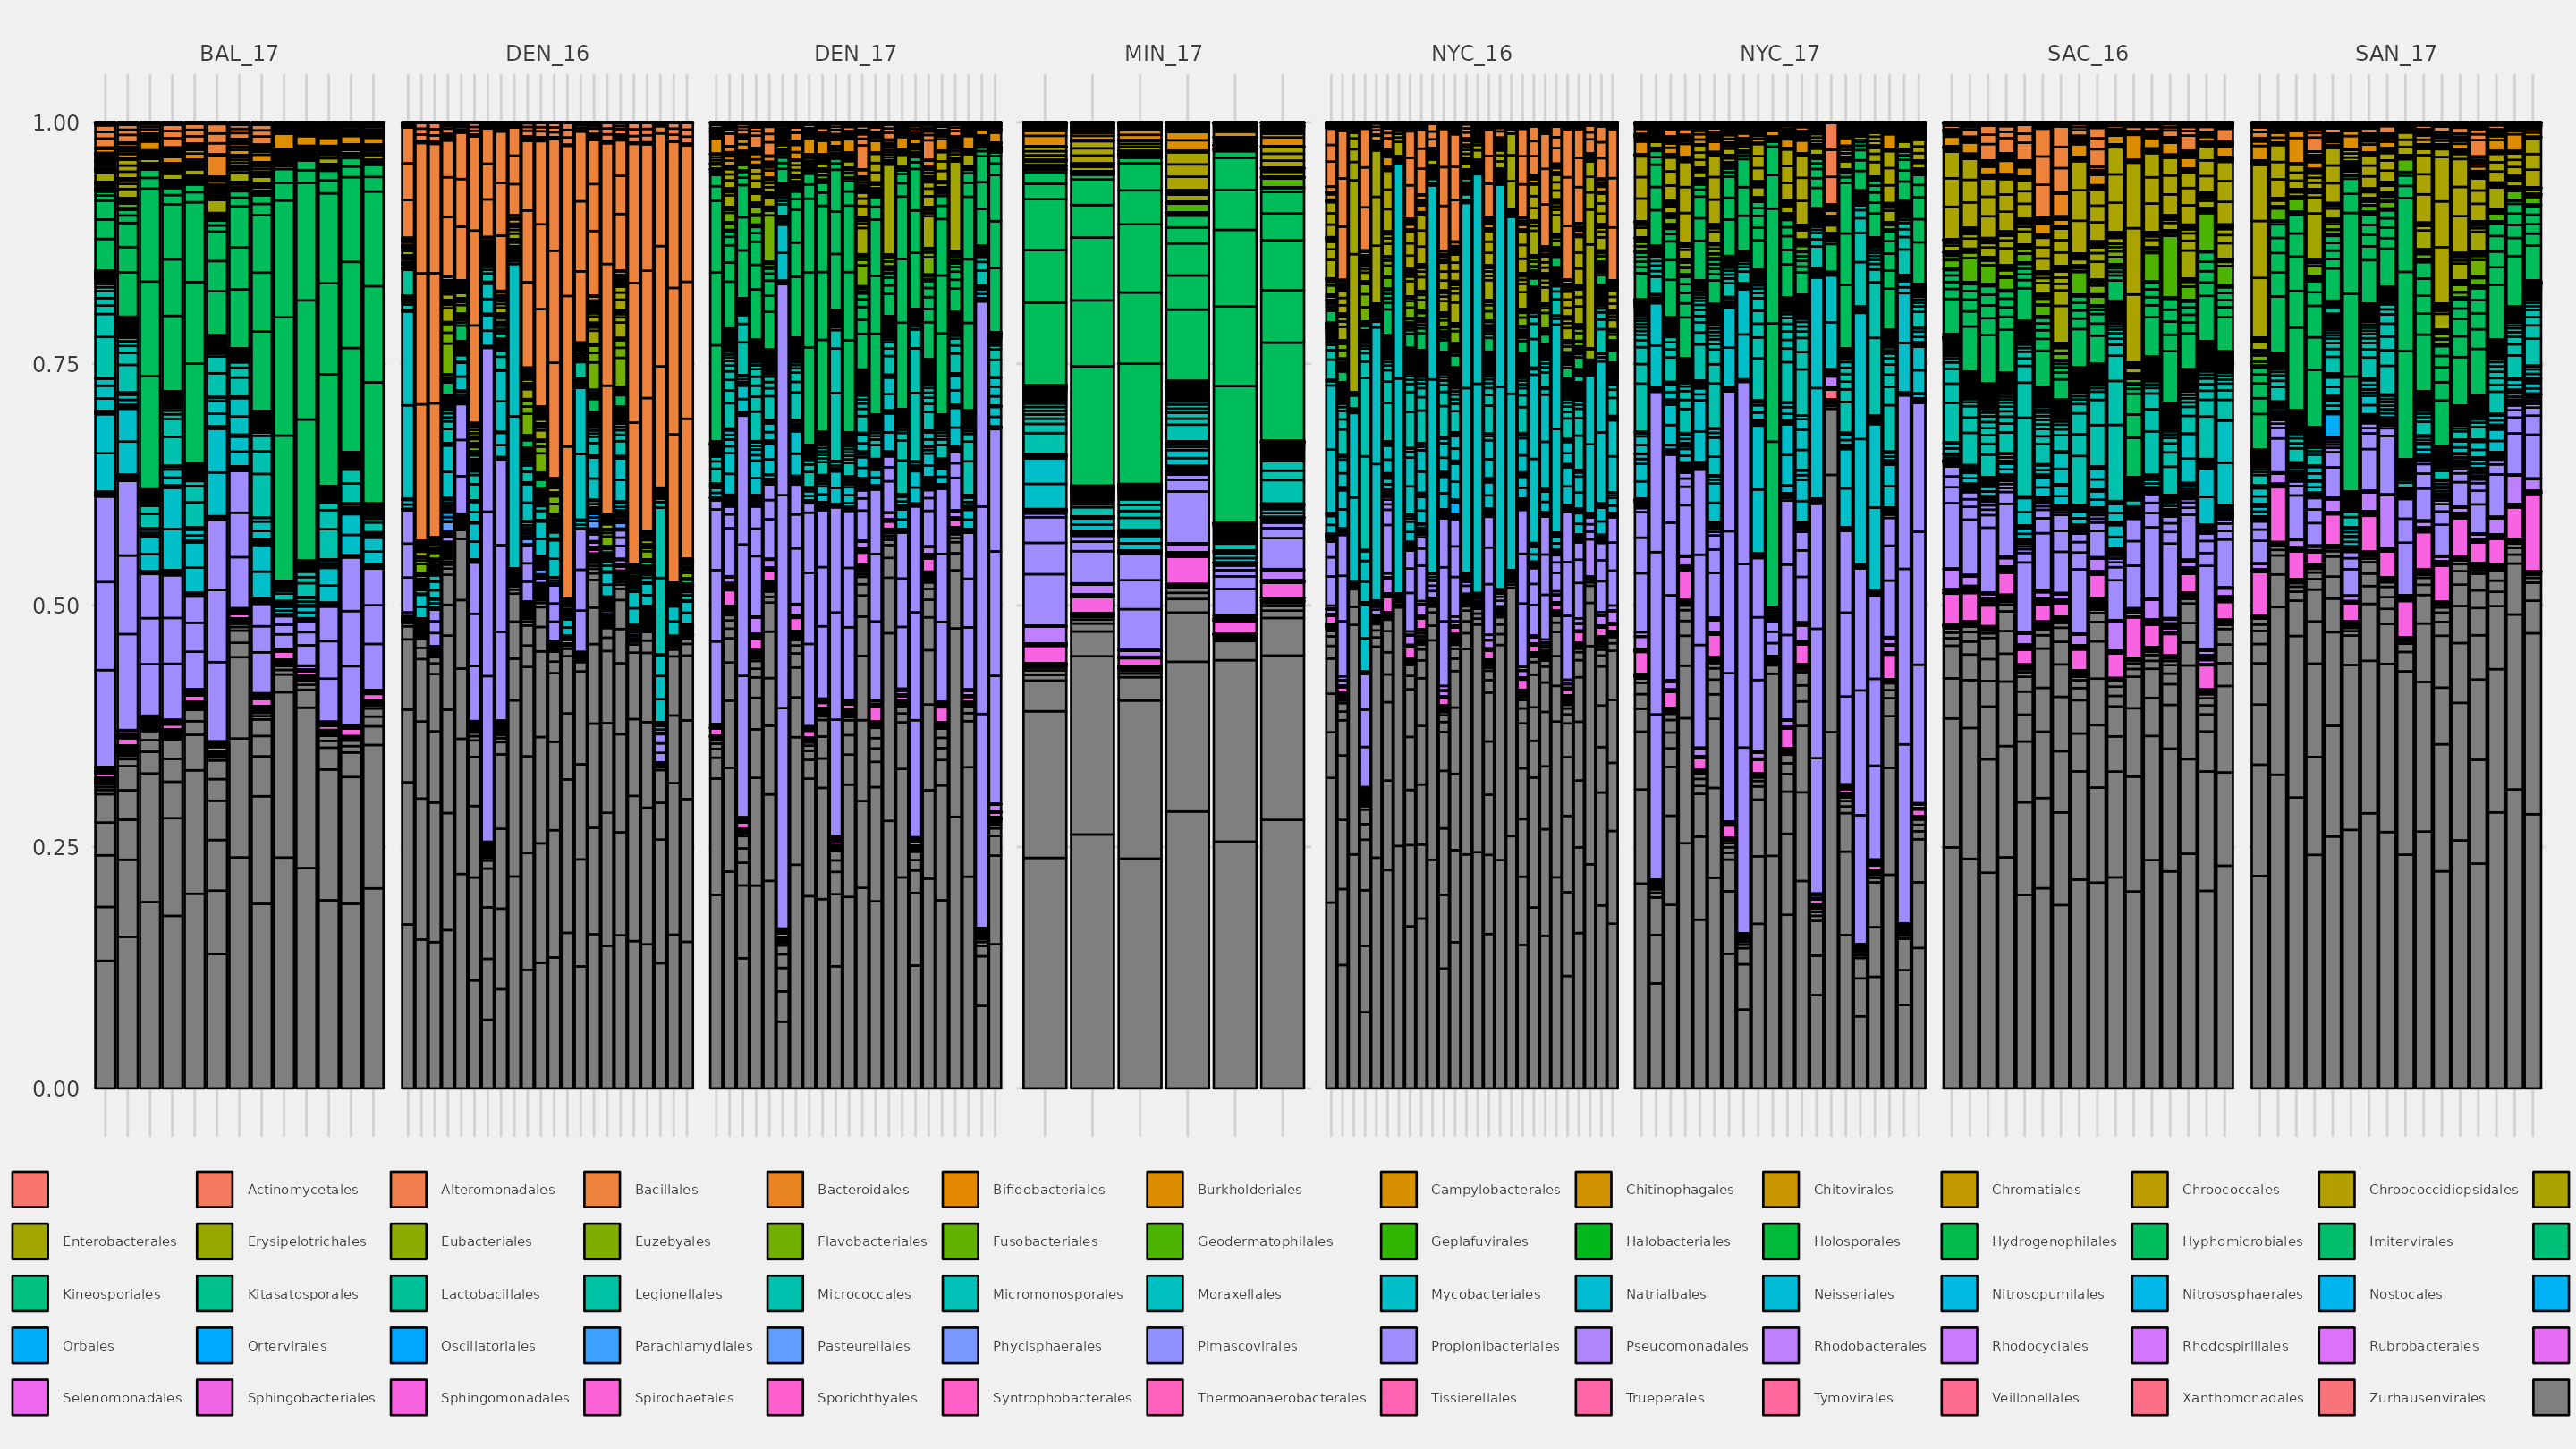 BAL_17 DEN_16 DEN_17 MIN_17 NYC_16 NYC_17 SAC_16 SAN_17
1.00
0.75
0.50
0.25
0.00
Actinomycetales Alteromonadales Bacillales Bacteroidales Bifidobacteriales Burkholderiales Campylobacterales Chitinophagales Chitovirales Chromatiales Chroococcales Chroococcidiopsidales
Enterobacterales Erysipelotrichales Eubacteriales Euzebyales Flavobacteriales Fusobacteriales Geodermatophilales Geplafuvirales Halobacteriales Holosporales Hydrogenophilales Hyphomicrobiales Imitervirales
Kineosporiales Kitasatosporales Lactobacillales Legionellales Micrococcales Micromonosporales Moraxellales Mycobacteriales Natrialbales Neisseriales Nitrosopumilales Nitrososphaerales Nostocales
Orbales Ortervirales Oscillatoriales Parachlamydiales Pasteurellales Phycisphaerales Pimascovirales Propionibacteriales Pseudomonadales Rhodobacterales Rhodocyclales Rhodospirillales Rubrobacterales
Selenomonadales Sphingobacteriales Sphingomonadales Spirochaetales Sporichthyales Syntrophobacterales Thermoanaerobacterales Tissierellales Trueperales Tymovirales Veillonellales Xanthomonadales Zurhausenvirales